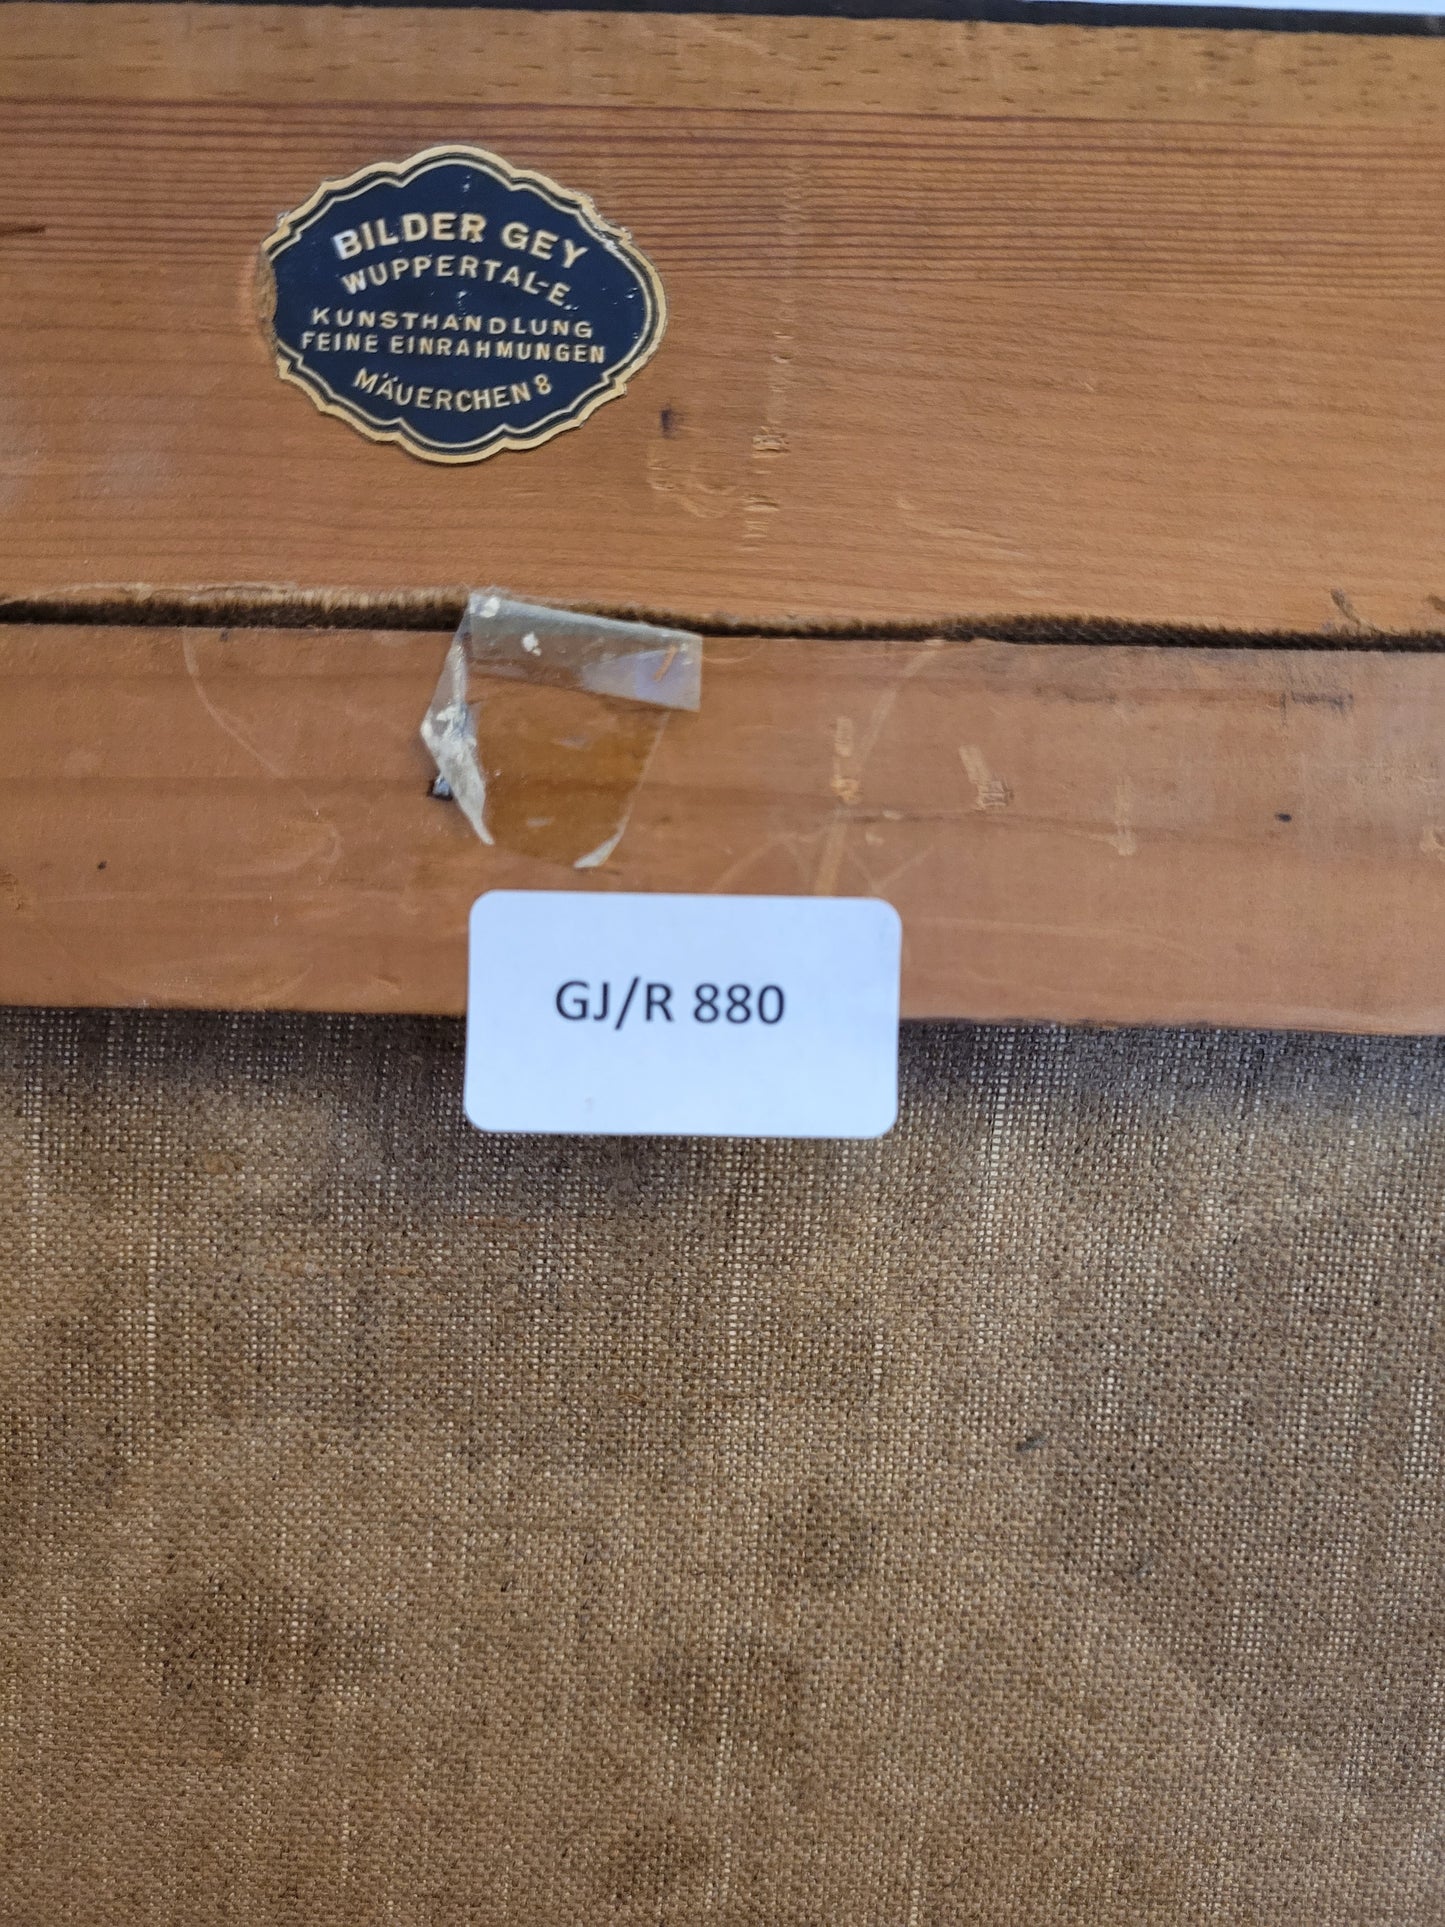 BILDER GEY
WUPPERTAL-E.
KUNSTHANDLUNG
FEINE EINRAHMUNGEN
MÄUERCHEN 8
GJ/R 880